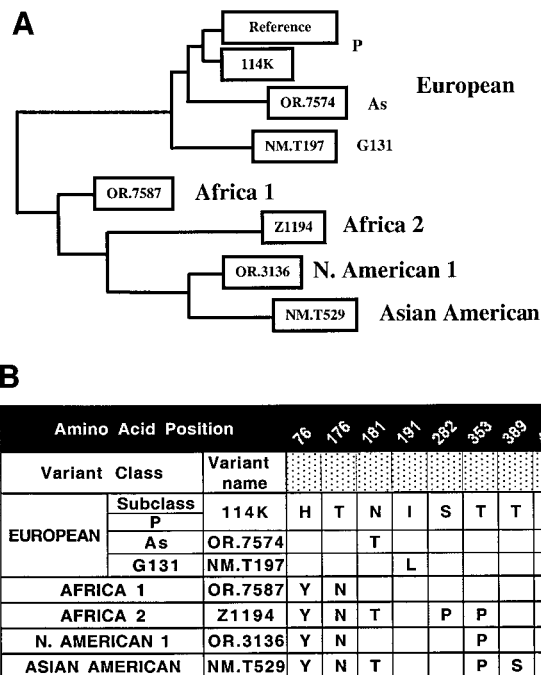 A
Reference
P
114K
European
OR.7574 As
NM.T197 G131
OR.7587 Africa 1
Z1194 Africa 2
OR.3136 N. American 1
NM.T529 Asian American
B
Amino Acid Position 76 176 181 191 282 353 389
Variant Class Variant name
EUROPEAN Subclass P 114K H T N I S T T
As OR.7574 T
G131 NM.T197 L
AFRICA 1 OR.7587 Y N
AFRICA 2 Z1194 Y N T P P
N. AMERICAN 1 OR.3136 Y N P
ASIAN AMERICAN NM.T529 Y N T P S